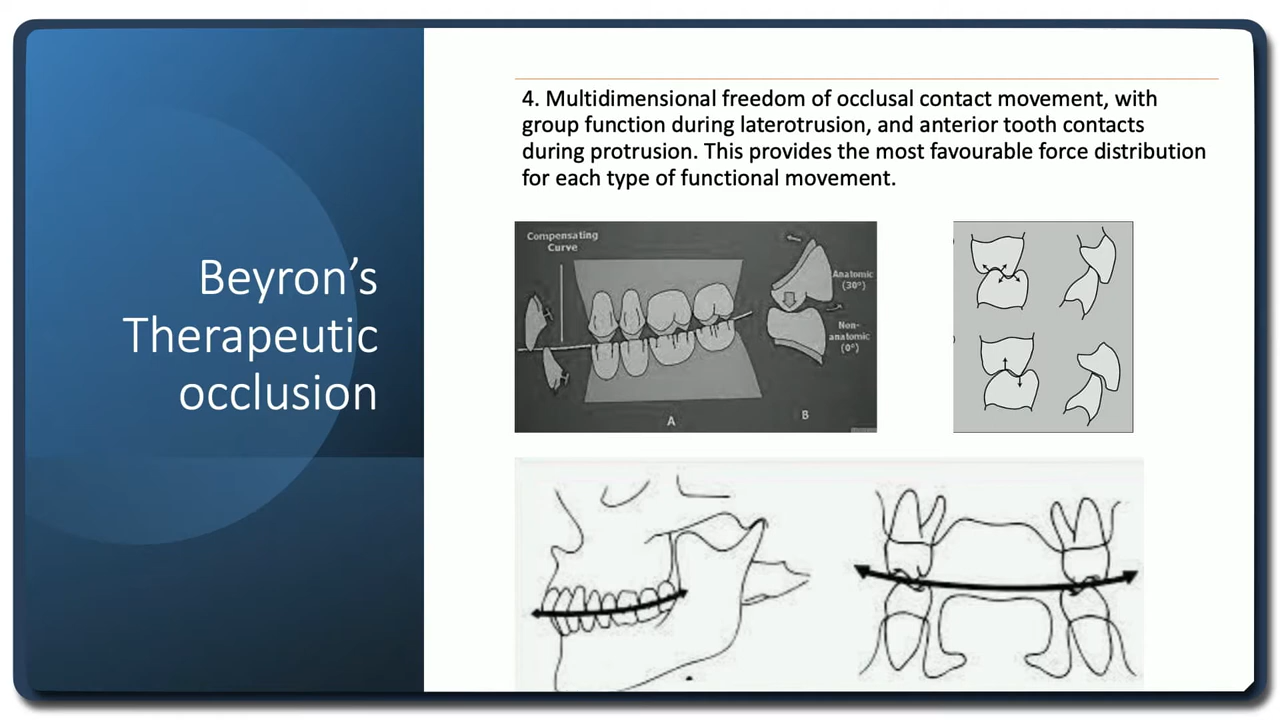 Beyron’s
Therapeutic
occlusion
4. Multidimensional freedom of occlusal contact movement, with
group function during laterotrusion, and anterior tooth contacts
during protrusion. This provides the most favourable force distribution
for each type of functional movement.
Compensating
Curve
Anatomic
(30°)
Non-
anatomic
(0°)
A
B